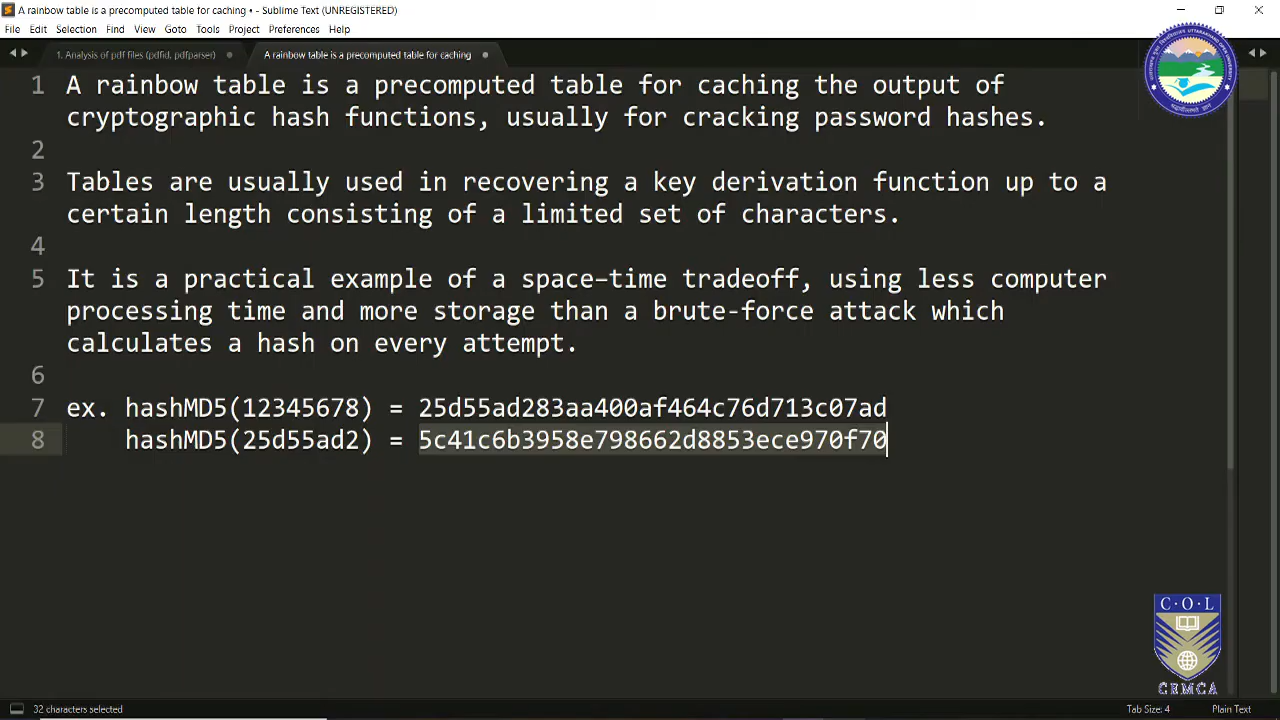 A rainbow table is a precomputed table for caching • - Sublime Text (UNREGISTERED)
File Edit Selection Find View Goto Tools Project Preferences Help
1. Analysis of pdf files (pdfid, pdfparser)
A rainbow table is a precomputed table for caching
1 A rainbow table is a precomputed table for caching the output of
cryptographic hash functions, usually for cracking password hashes.
2
3 Tables are usually used in recovering a key derivation function up to a
certain length consisting of a limited set of characters.
4
5 It is a practical example of a space–time tradeoff, using less computer
processing time and more storage than a brute-force attack which
calculates a hash on every attempt.
6
7 ex. hashMD5(12345678) = 25d55ad283aa400af464c76d713c07ad
8 hashMD5(25d55ad2) = 5c41c6b3958e798662d8853ece970f70
C·O·L
CRMCA
32 characters selected
Tab Size: 4
Plain Text